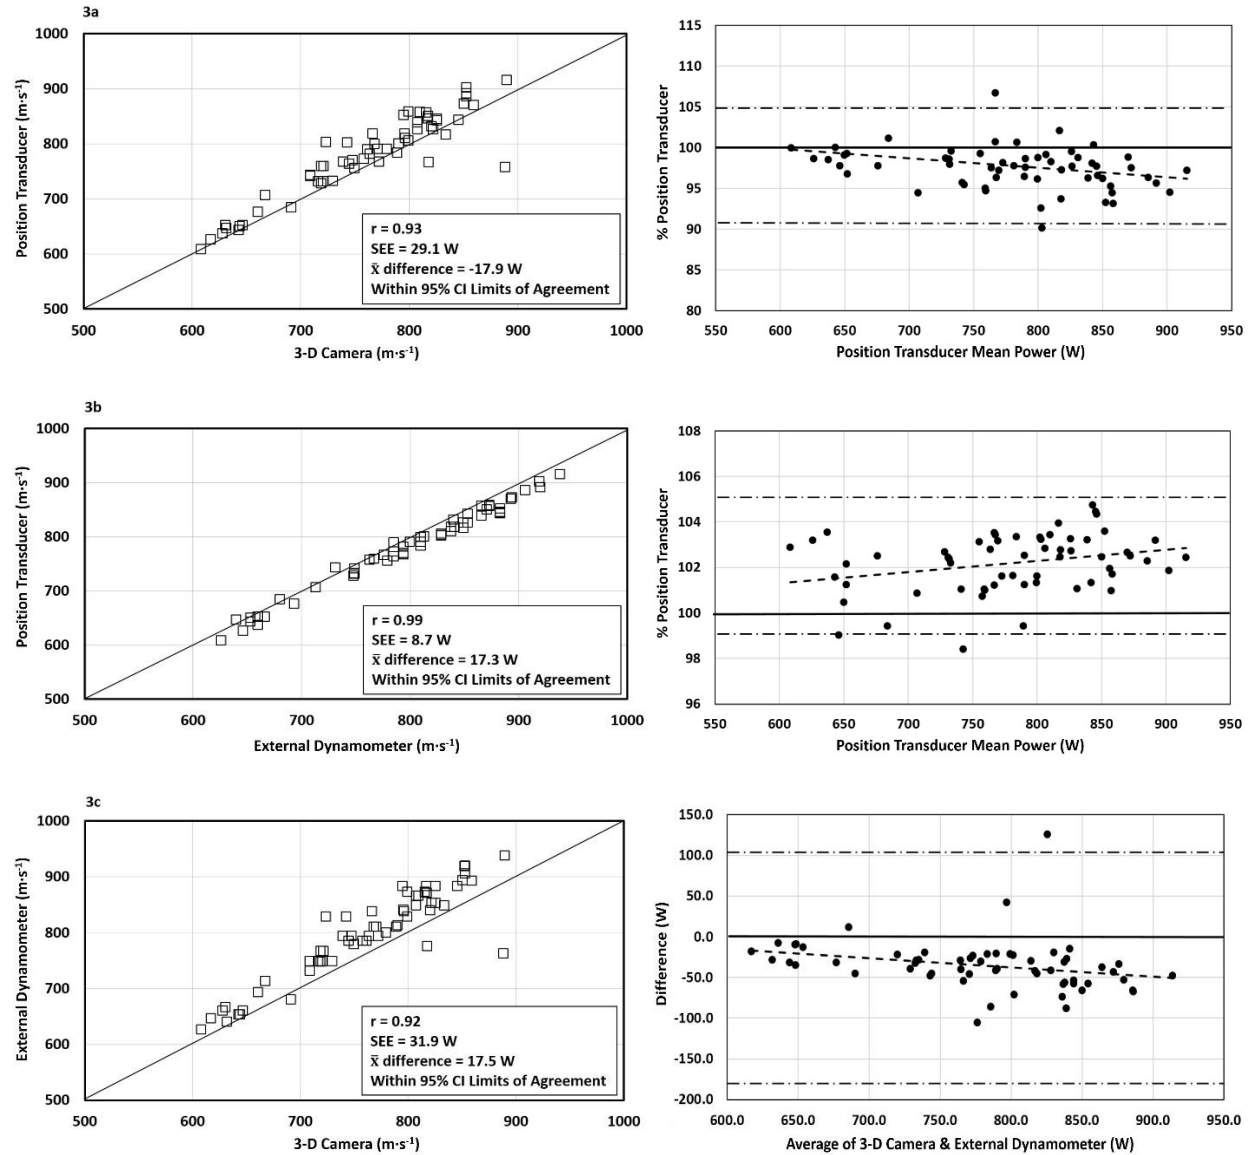 3a
Position Transducer (m·s⁻¹)
1000
900
800
700
600
500
500 600 700 800 900 1000
3-D Camera (m·s⁻¹)
r = 0.93
SEE = 29.1 W
x̄ difference = -17.9 W
Within 95% CI Limits of Agreement
% Position Transducer
115
110
105
100
95
90
85
80
550 600 650 700 750 800 850 900 950
Position Transducer Mean Power (W)
3b
Position Transducer (m·s⁻¹)
1000
900
800
700
600
500
500 600 700 800 900 1000
External Dynamometer (m·s⁻¹)
r = 0.99
SEE = 8.7 W
x̄ difference = 17.3 W
Within 95% CI Limits of Agreement
% Position Transducer
108
106
104
102
100
98
96
550 600 650 700 750 800 850 900 950
Position Transducer Mean Power (W)
3c
External Dynamometer (m·s⁻¹)
1000
900
800
700
600
500
500 600 700 800 900 1000
3-D Camera (m·s⁻¹)
r = 0.92
SEE = 31.9 W
x̄ difference = 17.5 W
Within 95% CI Limits of Agreement
Difference (W)
150.0
100.0
50.0
0.0
-50.0
-100.0
-150.0
-200.0
600.0 650.0 700.0 750.0 800.0 850.0 900.0 950.0
Average of 3-D Camera & External Dynamometer (W)